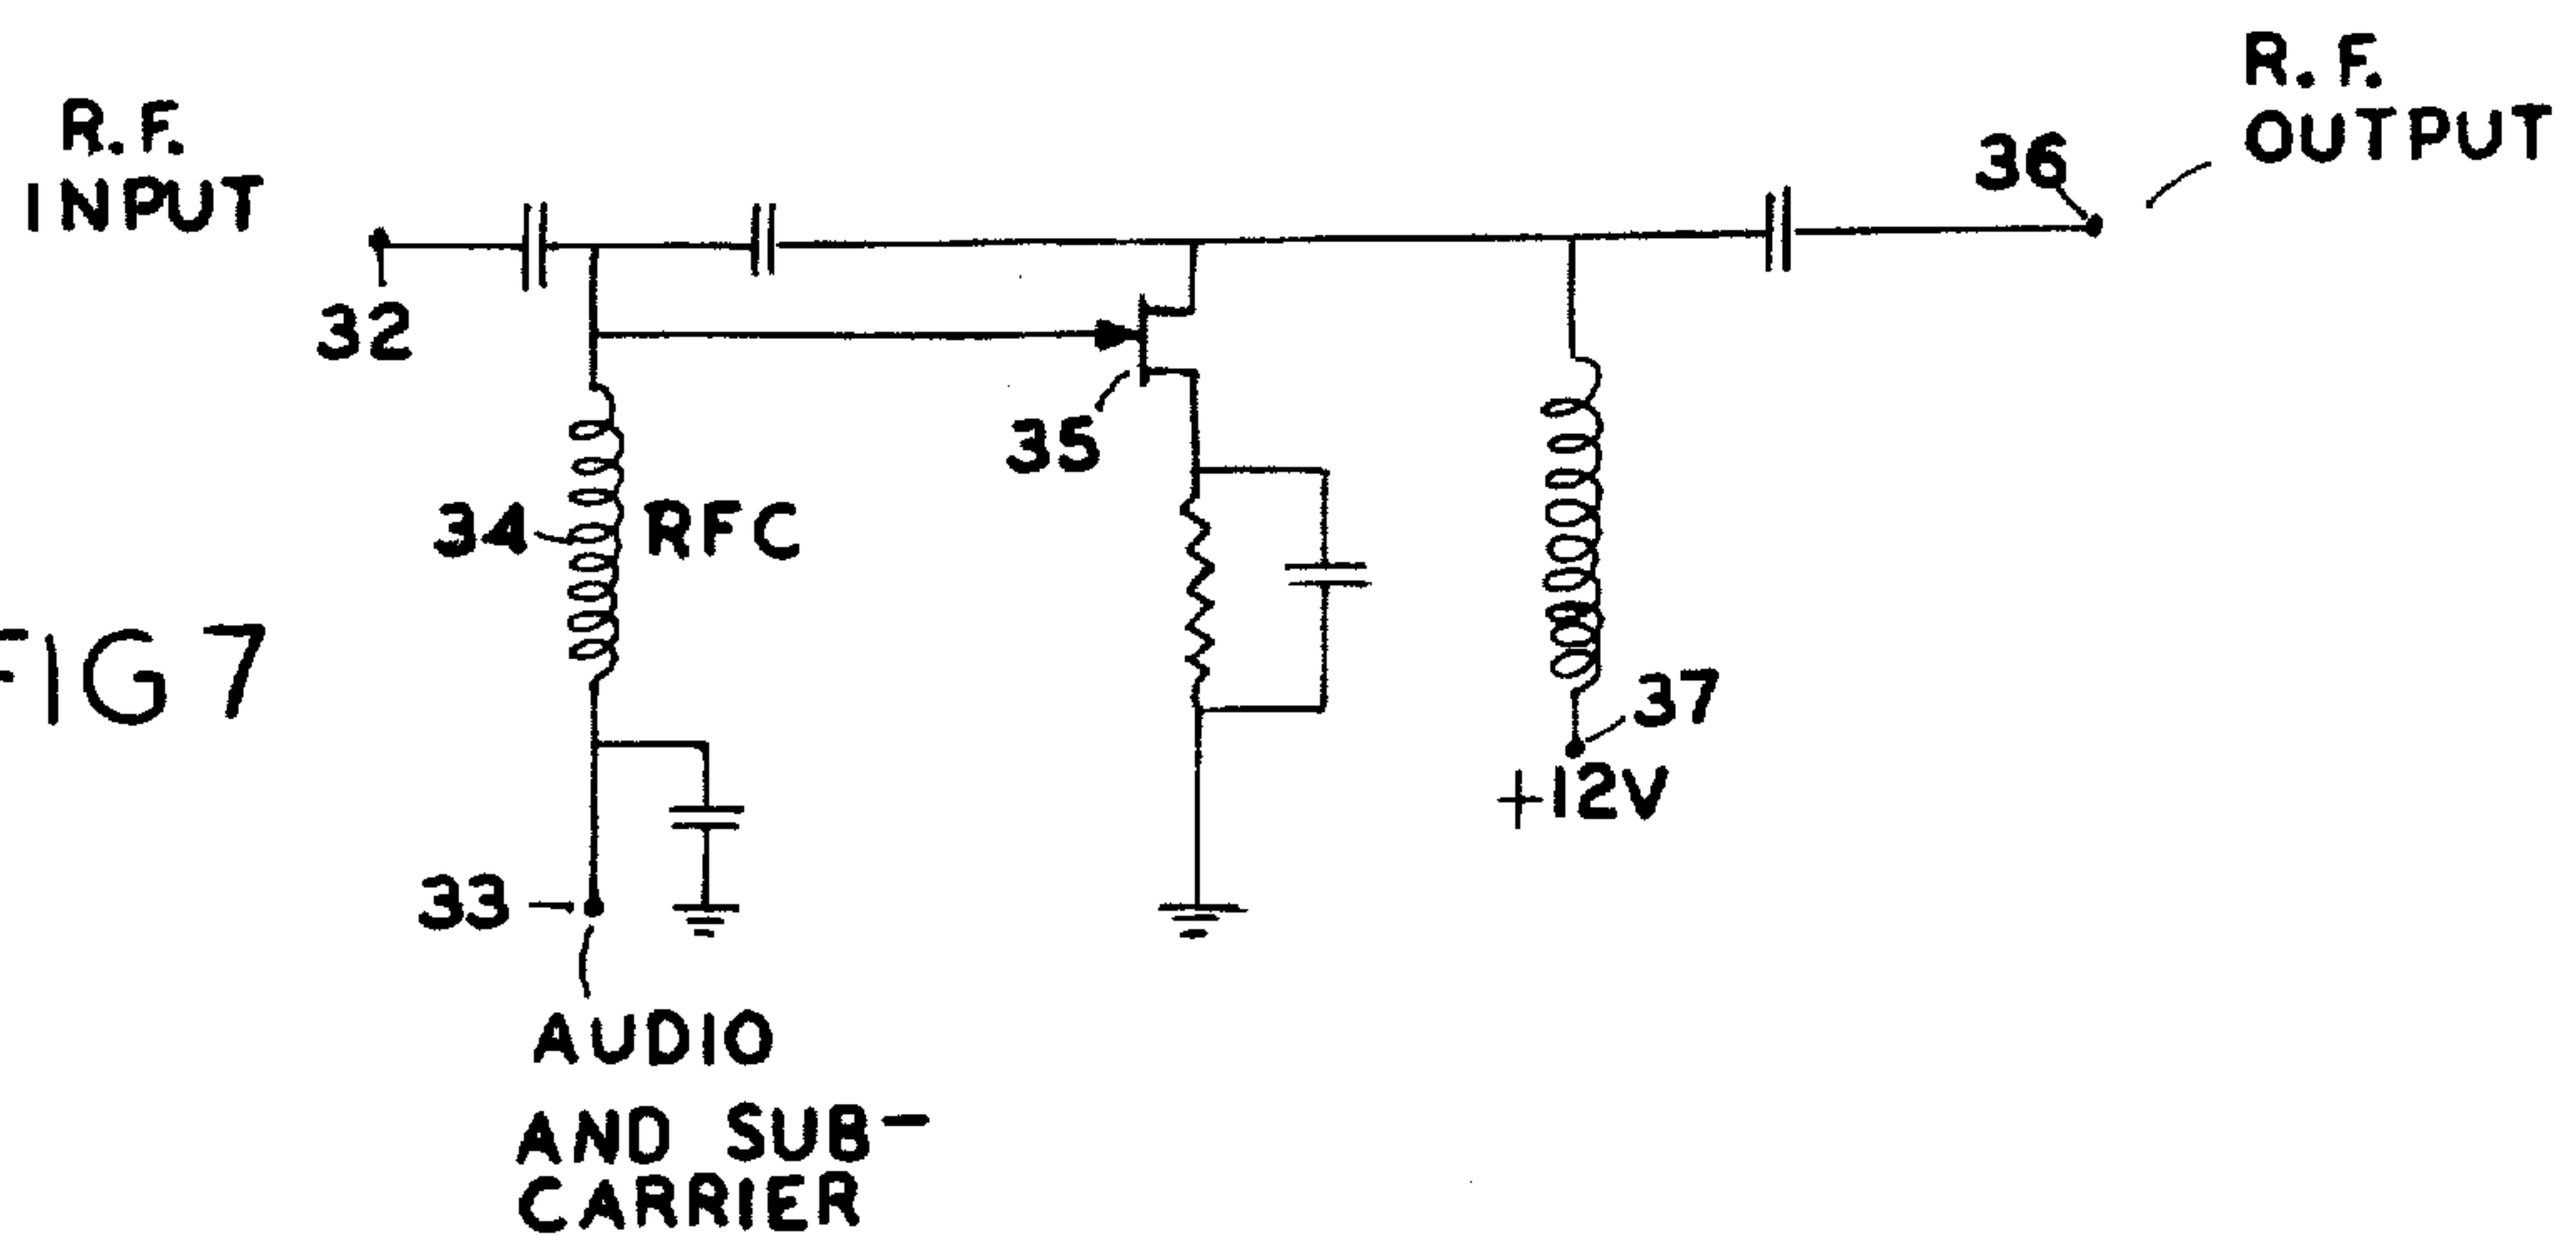 R.F.
INPUT
R.F.
OUTPUT
36
32
35
34
RFC
FIG 7
37
+12V
33
AUDIO
AND SUB-
CARRIER